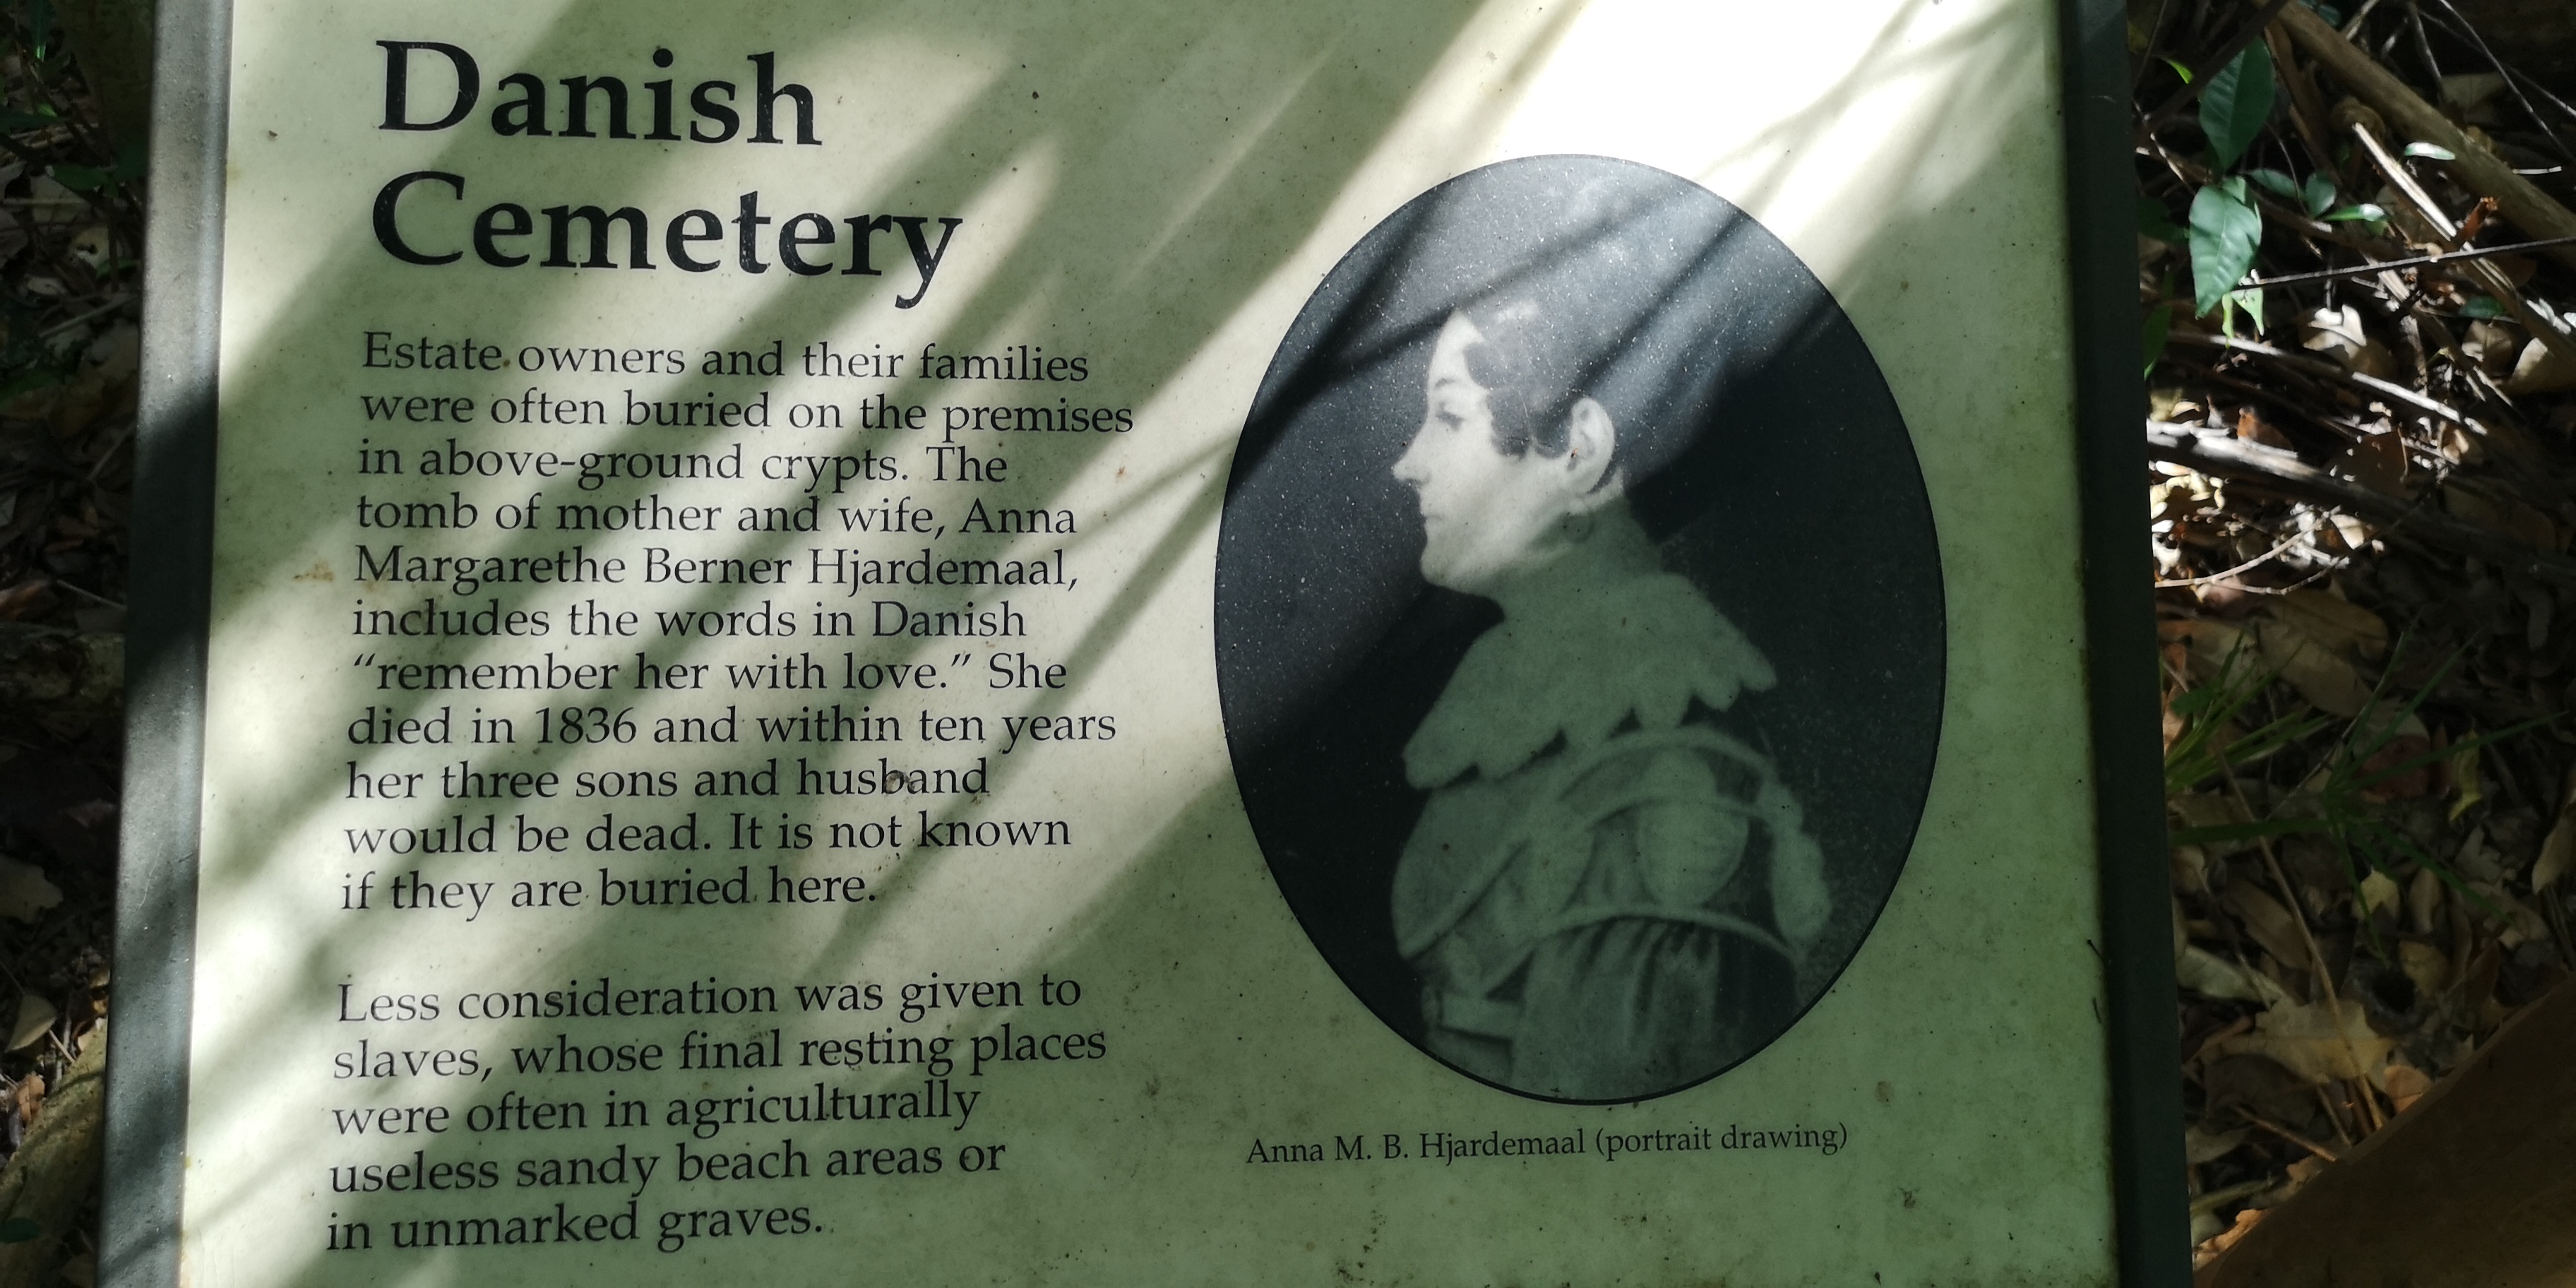 Danish
Cemetery
Estate owners and their families
were often buried on the premises
in above-ground crypts. The
tomb of mother and wife, Anna
Margarethe Berner Hjardemaal,
includes the words in Danish
“remember her with love.” She
died in 1836 and within ten years
her three sons and husband
would be dead. It is not known
if they are buried here.
Less consideration was given to
slaves, whose final resting places
were often in agriculturally
useless sandy beach areas or
in unmarked graves.
Anna M. B. Hjardemaal (portrait drawing)